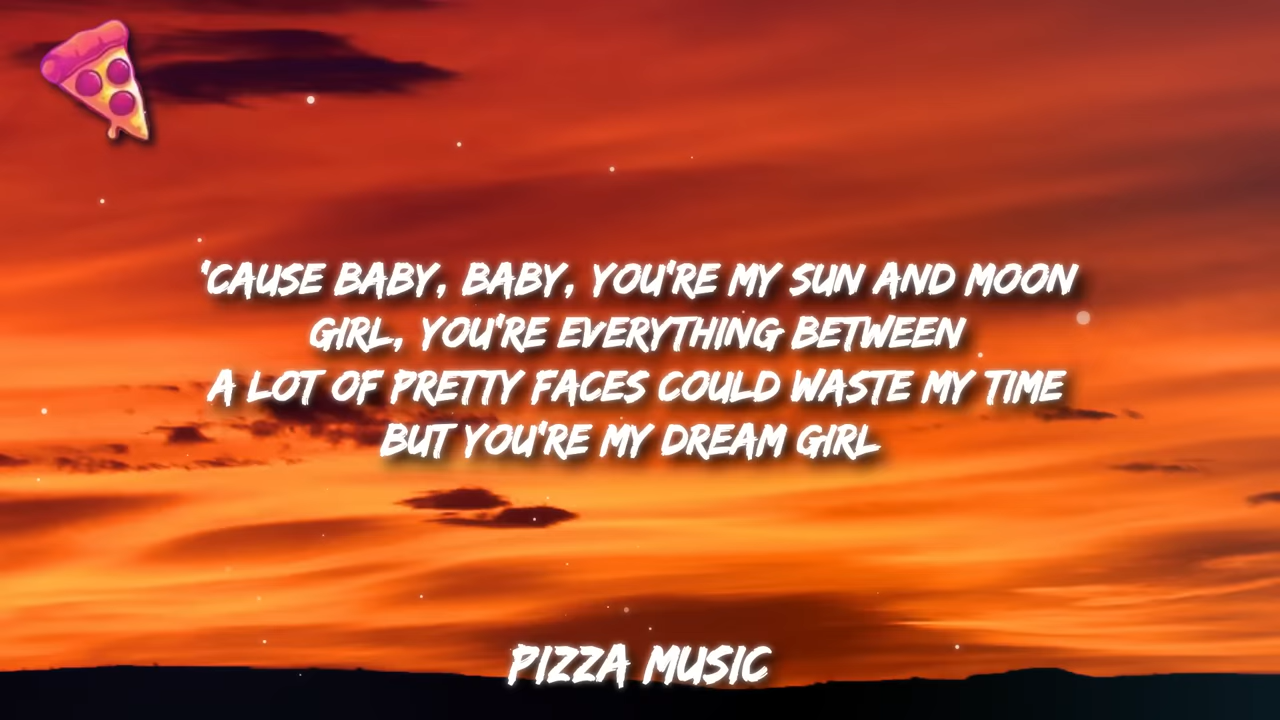 'CAUSE BABY, BABY, YOU'RE MY SUN AND MOON
GIRL, YOU'RE EVERYTHING BETWEEN
A LOT OF PRETTY FACES COULD WASTE MY TIME
BUT YOU'RE MY DREAM GIRL
PIZZA MUSIC